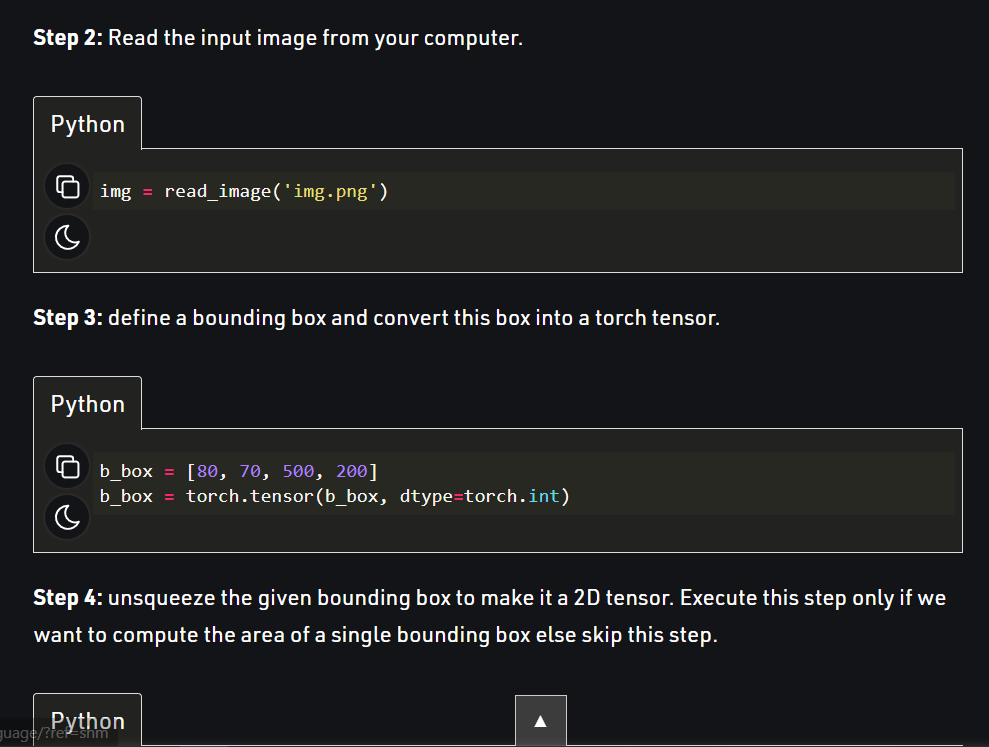 Step 2: Read the input image from your computer.
Python
img = read_image('img.png')
Step 3: define a bounding box and convert this box into a torch tensor.
Python
b_box = [80, 70, 500, 200]
b_box = torch.tensor(b_box, dtype=torch.int)
Step 4: unsqueeze the given bounding box to make it a 2D tensor. Execute this step only if we
want to compute the area of a single bounding box else skip this step.
Python
guage/?ref=shm